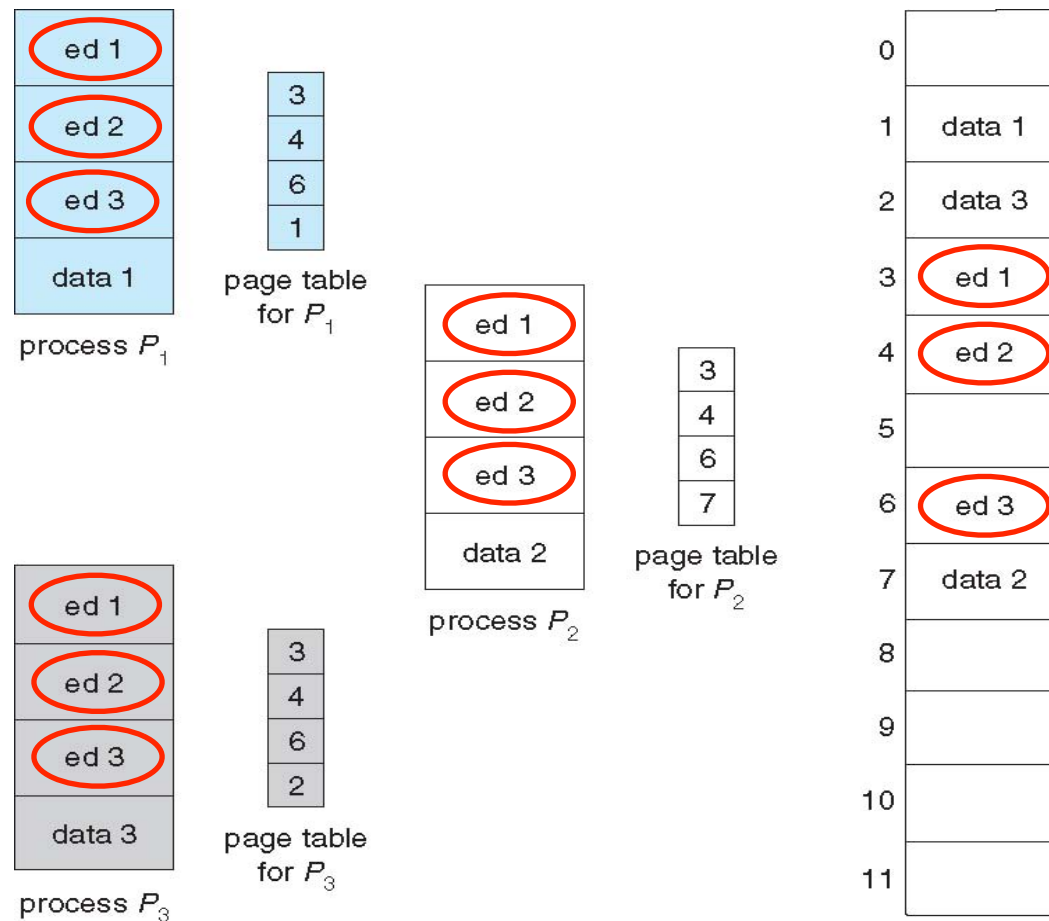 ed 1
ed 2
ed 3
data 1
process P1
3
4
6
1
page table
for P1
ed 1
ed 2
ed 3
data 2
process P2
3
4
6
7
page table
for P2
ed 1
ed 2
ed 3
data 3
process P3
3
4
6
2
page table
for P3
0
1 data 1
2 data 3
3 ed 1
4 ed 2
5
6 ed 3
7 data 2
8
9
10
11